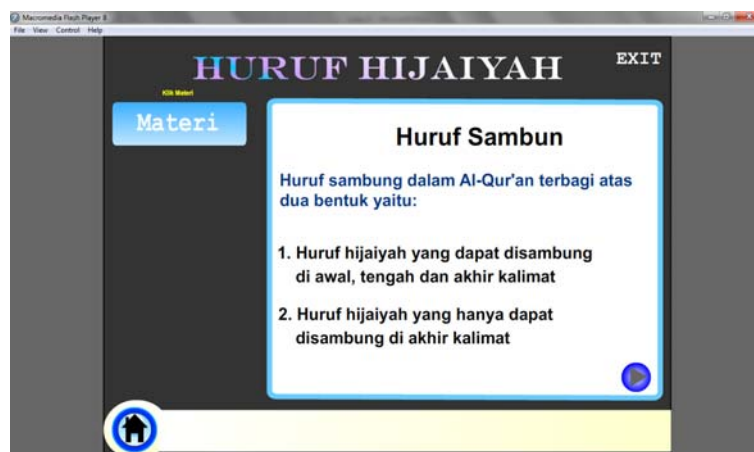 Macromedia Flash Player 8
File View Control Help
HURUF HIJAIYAH
EXIT
Klik Materi
Materi
Huruf Sambun
Huruf sambung dalam Al-Qur'an terbagi atas
dua bentuk yaitu:
1. Huruf hijaiyah yang dapat disambung
di awal, tengah dan akhir kalimat
2. Huruf hijaiyah yang hanya dapat
disambung di akhir kalimat